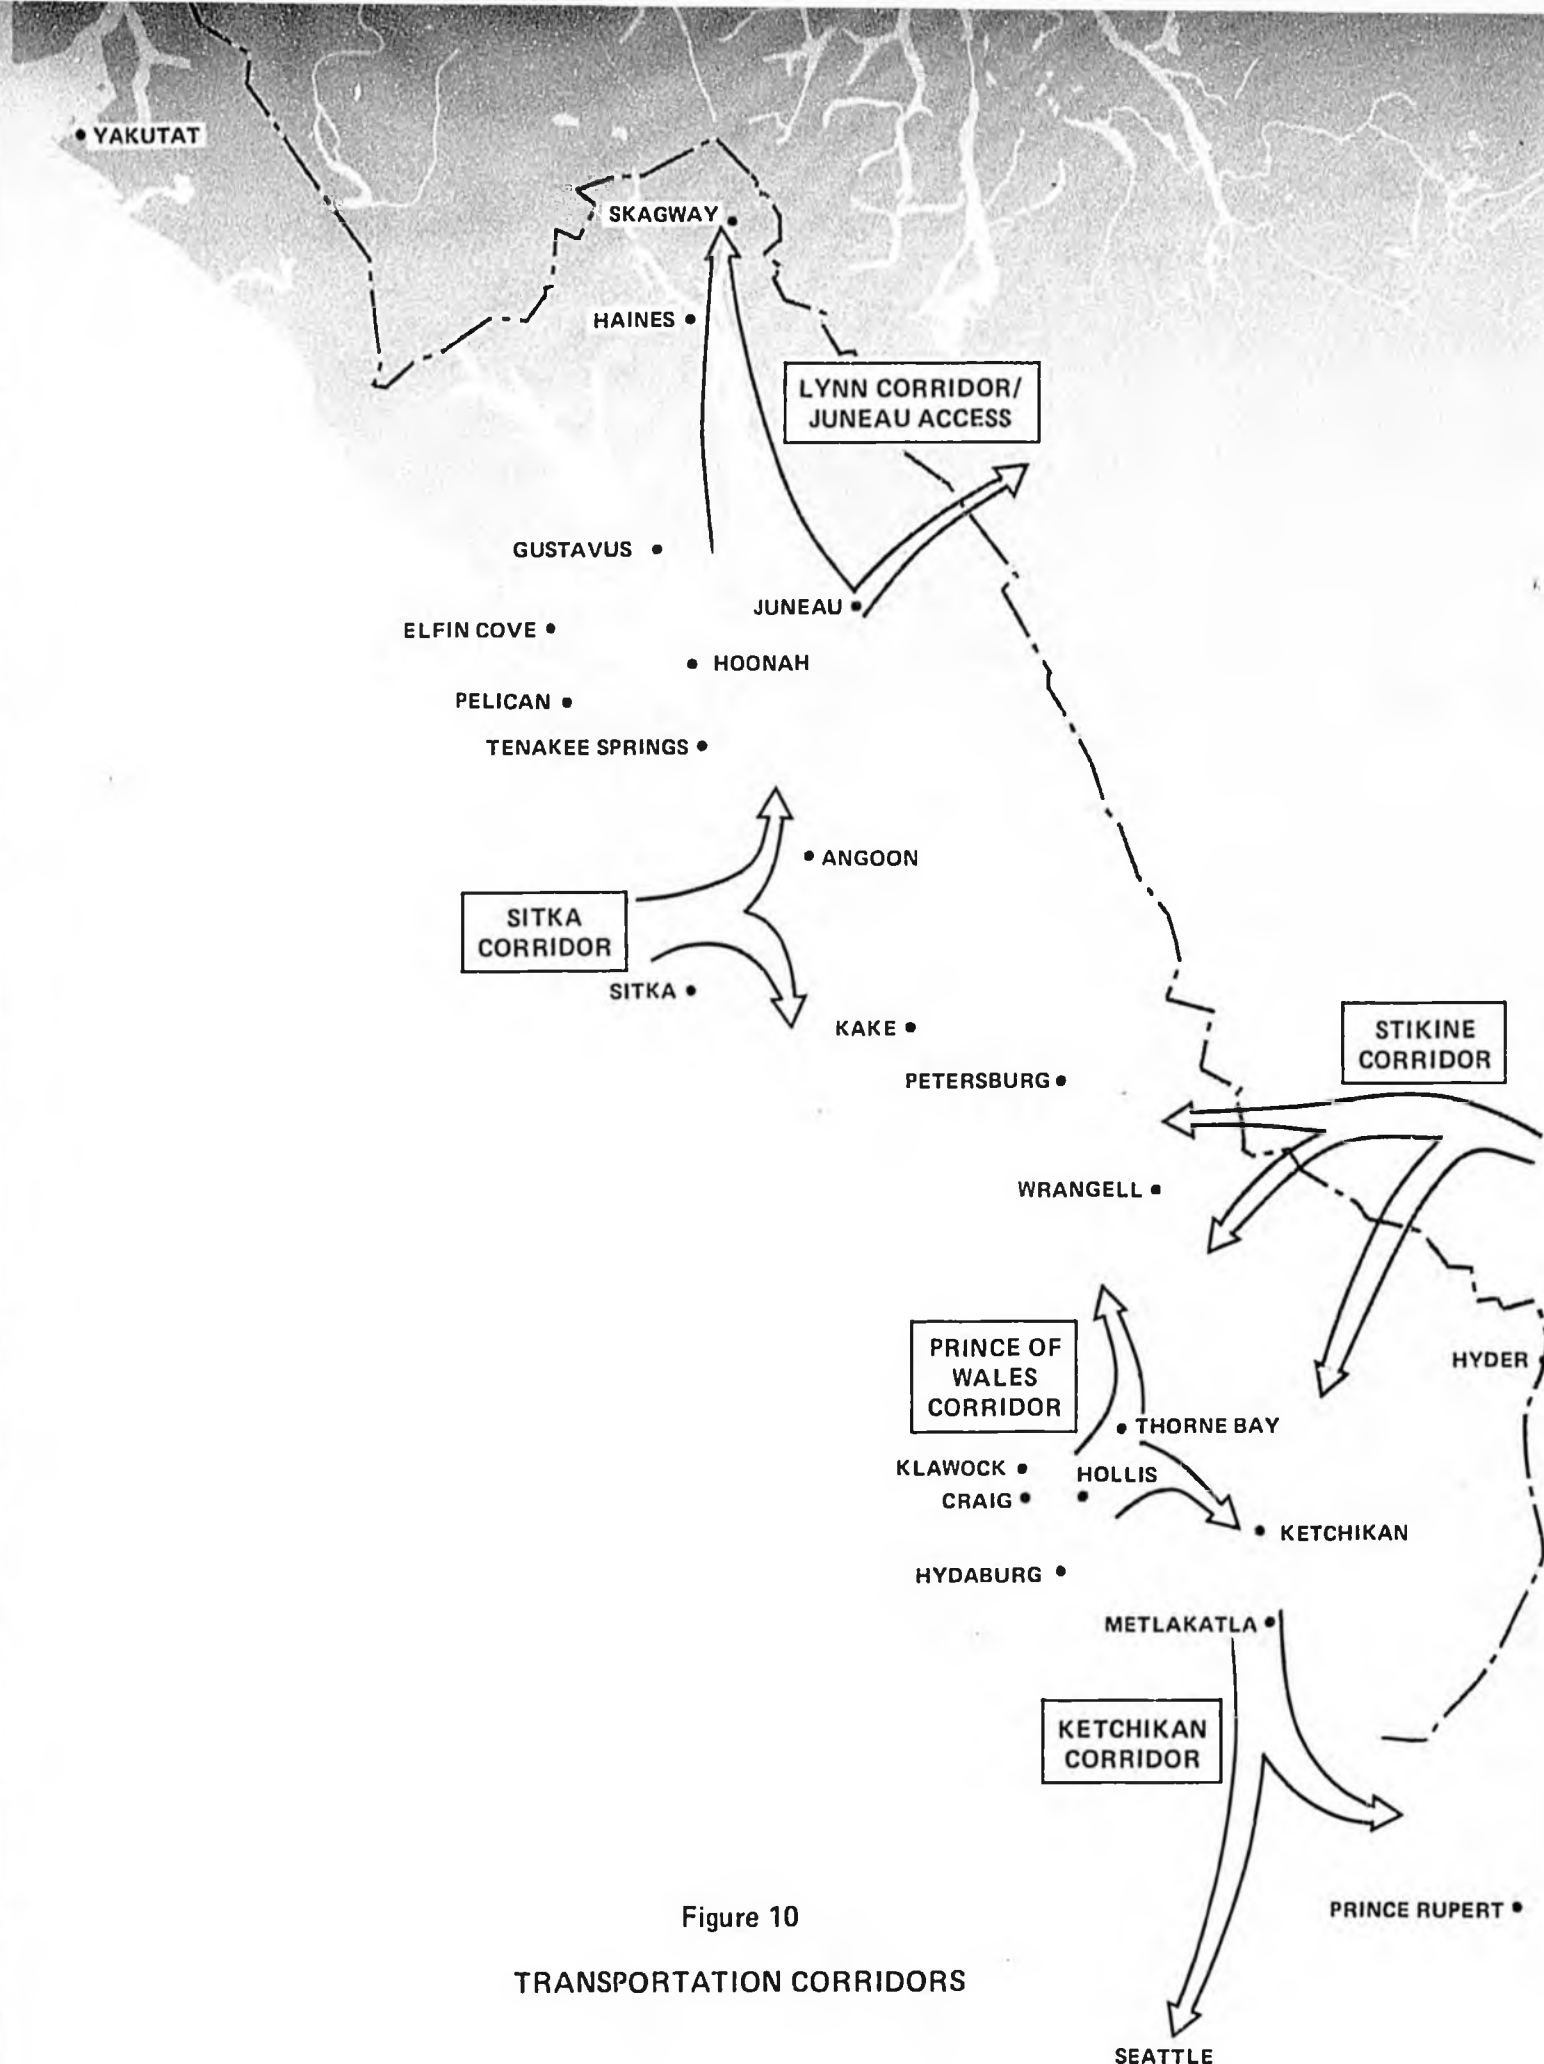 YAKUTAT
SKAGWAY
HAINES
LYNN CORRIDOR/
JUNEAU ACCESS
GUSTAVUS
JUNEAU
ELFIN COVE
HOONAH
PELICAN
TENAKEE SPRINGS
ANGOON
SITKA
CORRIDOR
SITKA
KAKE
STIKINE
CORRIDOR
PETERSBURG
WRANGELL
PRINCE OF
WALES
CORRIDOR
HYDER
THORNE BAY
KLAWOCK
HOLLIS
CRAIG
KETCHIKAN
HYDABURG
METLAKATLA
KETCHIKAN
CORRIDOR
PRINCE RUPERT
Figure 10
TRANSPORTATION CORRIDORS
SEATTLE